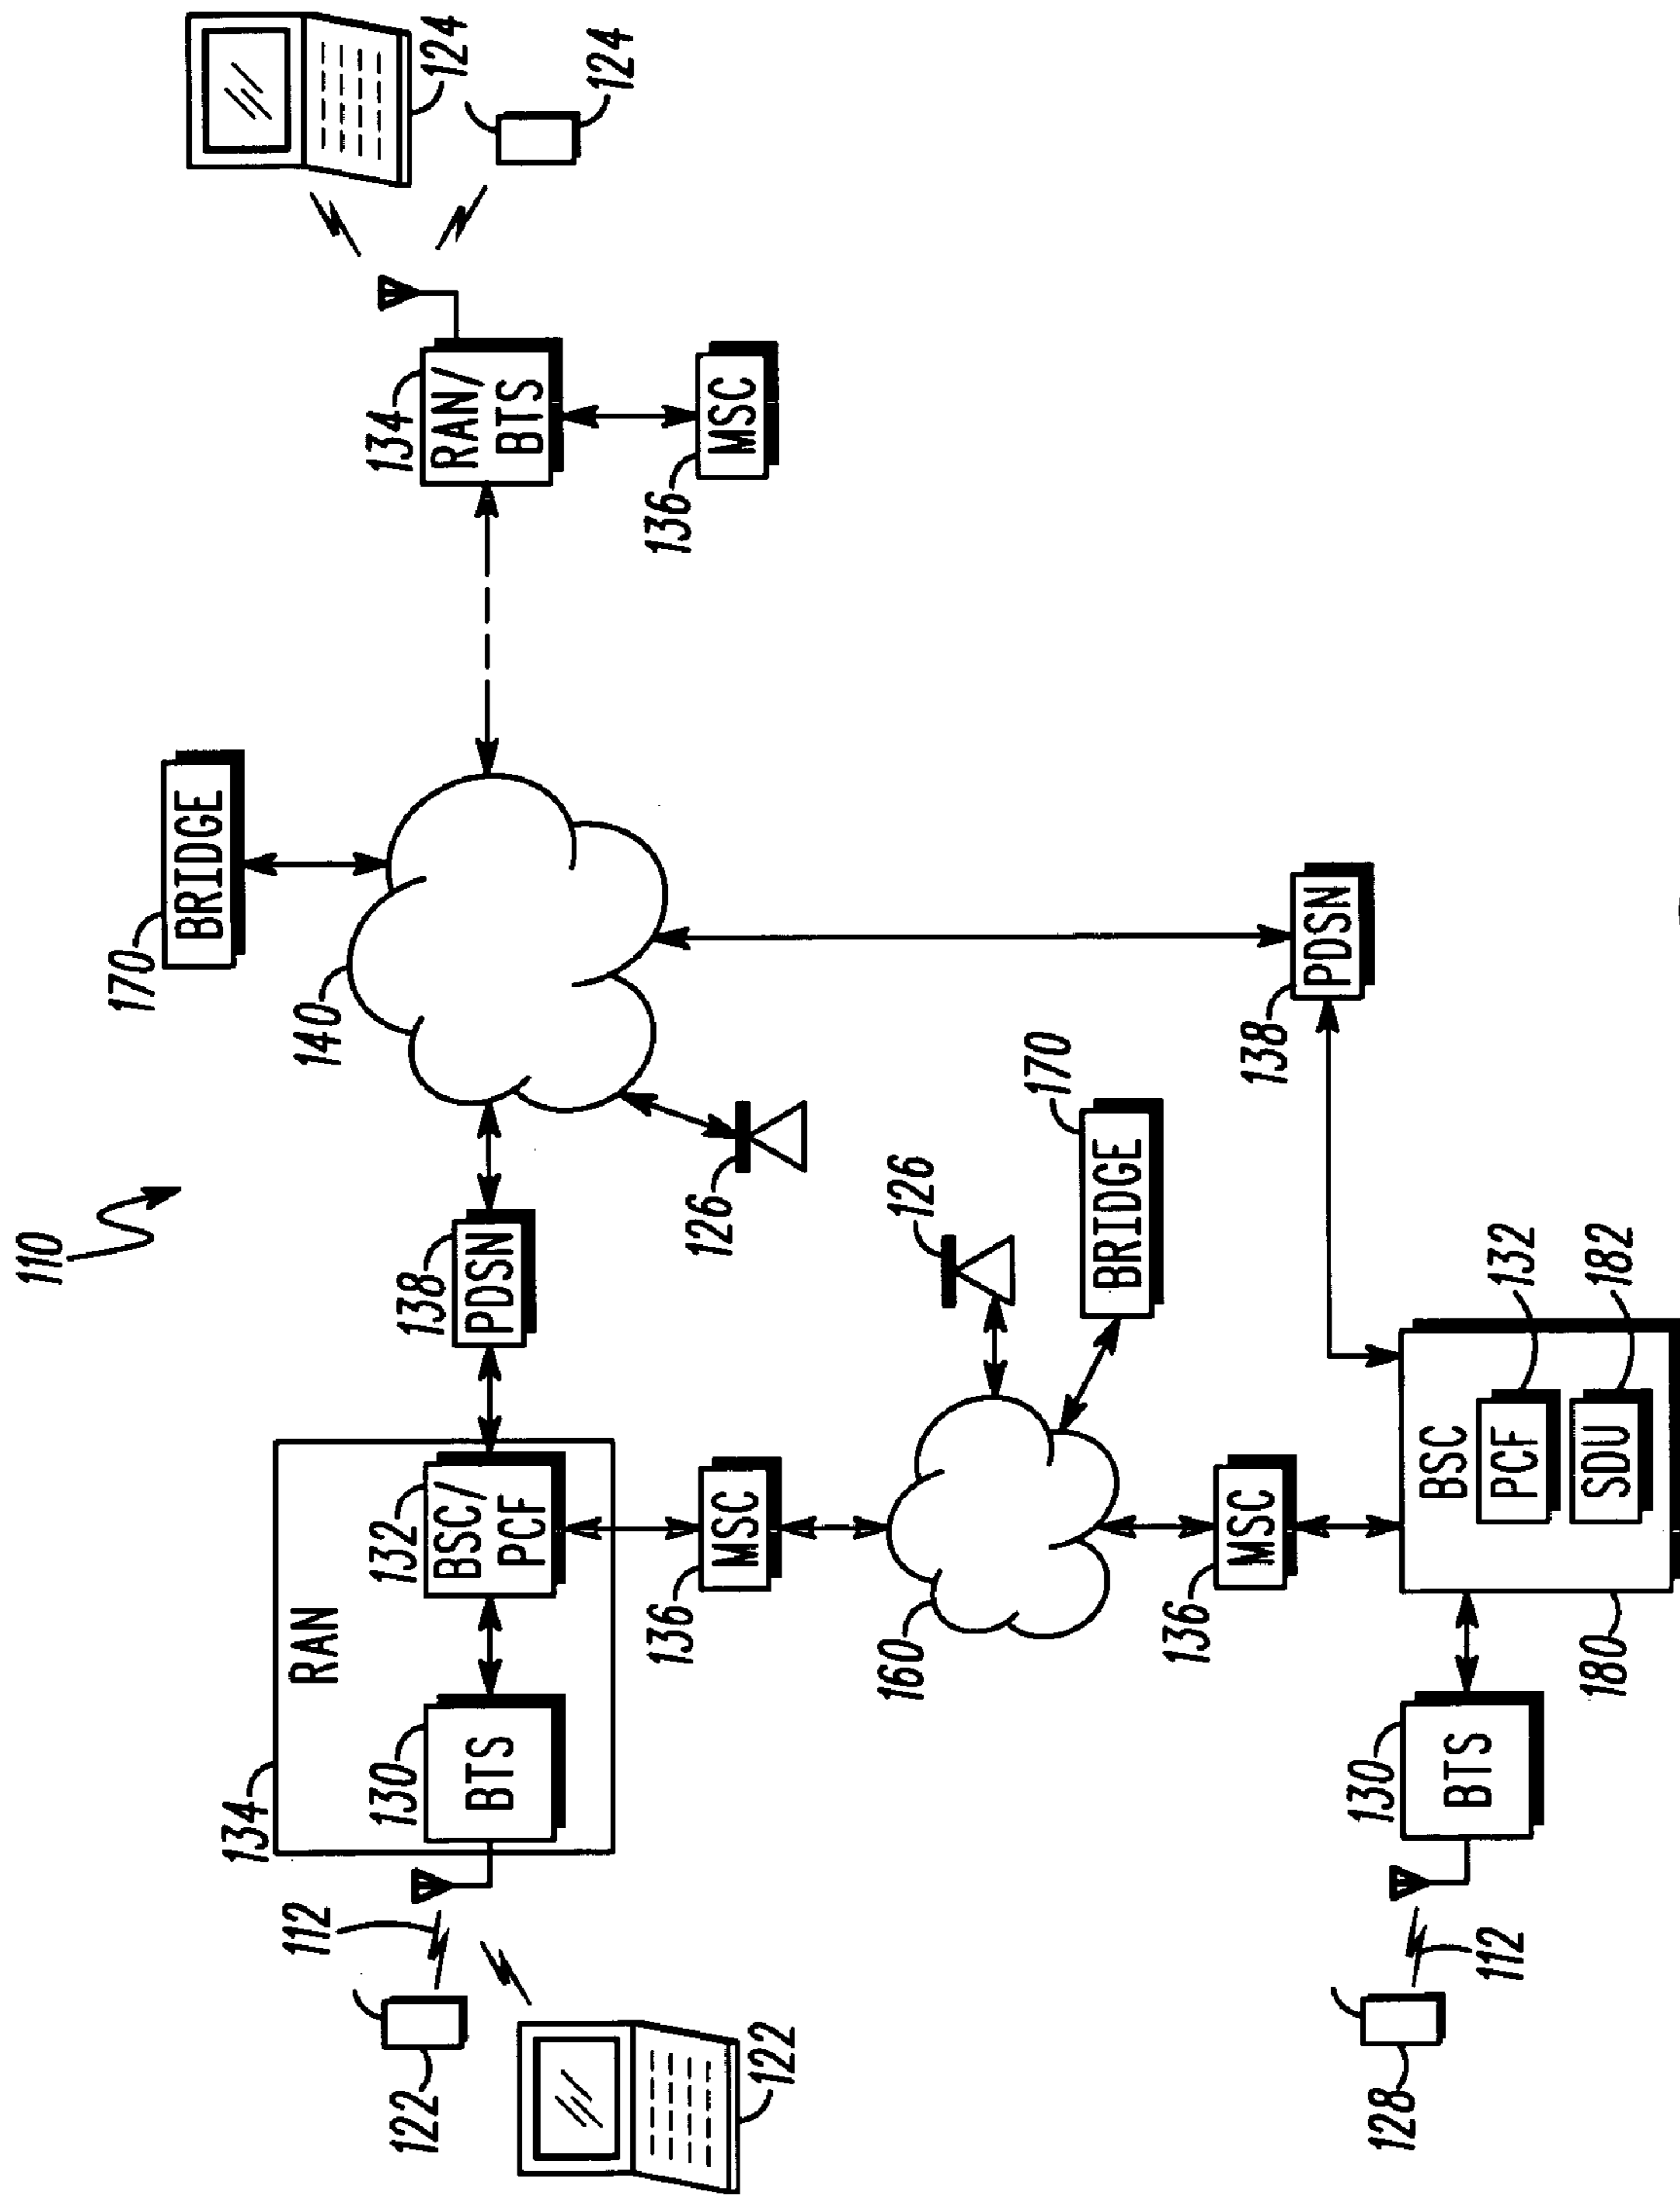 110
170
BRIDGE
124
124
140
134
RAN/
BTS
136
MSC
134
RAN
112
122
122
130
BTS
132
BSC/
PCF
138
PDSN
126
136
MSC
160
126
170
BRIDGE
138
PDSN
136
MSC
128
112
130
BTS
180
BSC
PCF
SDU
132
182